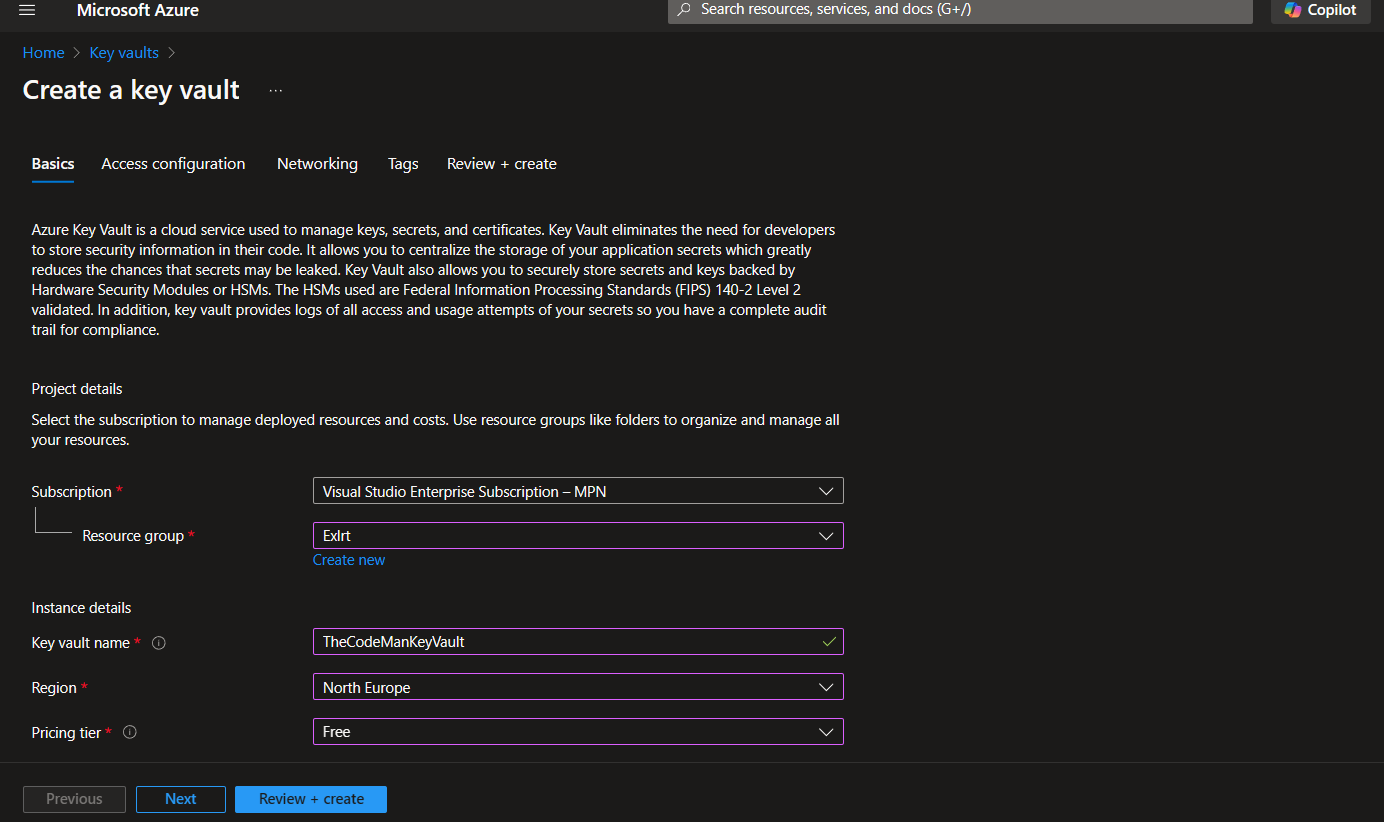 Microsoft Azure
Search resources, services, and docs (G+/)
Copilot
Home > Key vaults >
Create a key vault ...
Basics Access configuration Networking Tags Review + create
Azure Key Vault is a cloud service used to manage keys, secrets, and certificates. Key Vault eliminates the need for developers
to store security information in their code. It allows you to centralize the storage of your application secrets which greatly
reduces the chances that secrets may be leaked. Key Vault also allows you to securely store secrets and keys backed by
Hardware Security Modules or HSMs. The HSMs used are Federal Information Processing Standards (FIPS) 140-2 Level 2
validated. In addition, key vault provides logs of all access and usage attempts of your secrets so you have a complete audit
trail for compliance.
Project details
Select the subscription to manage deployed resources and costs. Use resource groups like folders to organize and manage all
your resources.
Subscription * Visual Studio Enterprise Subscription – MPN
Resource group * Exlrt
Create new
Instance details
Key vault name * TheCodeManKeyVault
Region * North Europe
Pricing tier * Free
Previous Next Review + create